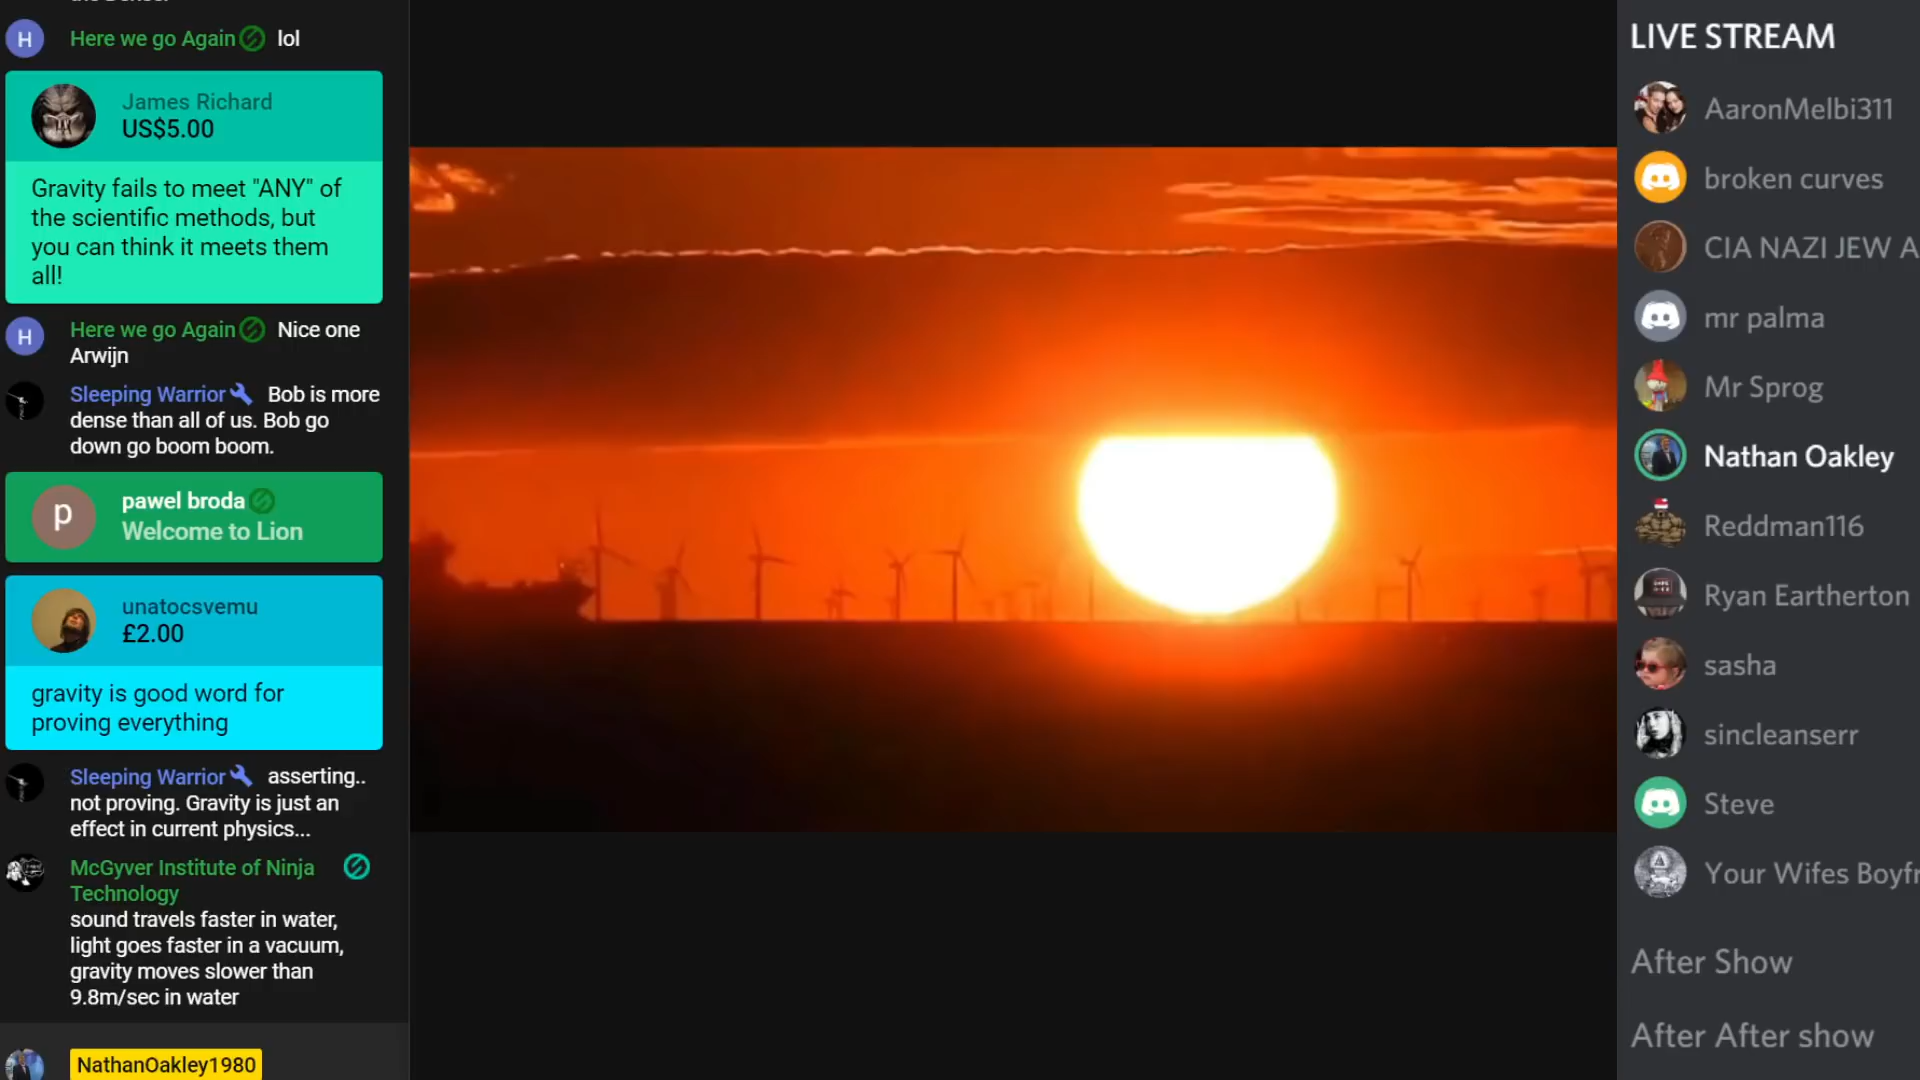 Here we go Again lol
James Richard
US$5.00
Gravity fails to meet "ANY" of
the scientific methods, but
you can think it meets them
all!
Here we go Again Nice one
Arwijn
Sleeping Warrior Bob is more
dense than all of us. Bob go
down go boom boom.
pawel broda
Welcome to Lion
unatocsvemu
£2.00
gravity is good word for
proving everything
Sleeping Warrior asserting..
not proving. Gravity is just an
effect in current physics...
McGyver Institute of Ninja
Technology
sound travels faster in water,
light goes faster in a vacuum,
gravity moves slower than
9.8m/sec in water
NathanOakley1980
LIVE STREAM
AaronMelbi311
broken curves
CIA NAZI JEW A
mr palma
Mr Sprog
Nathan Oakley
Reddman116
Ryan Eartherton
sasha
sincleanserr
Steve
Your Wifes Boyfr
After Show
After After show